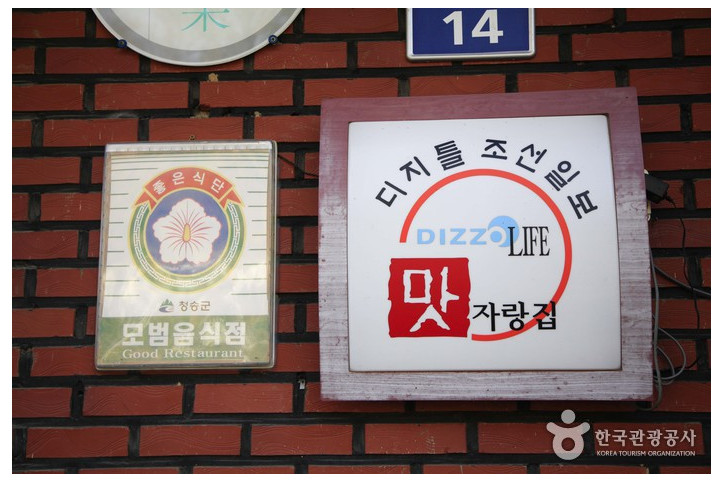 14
좋은식단
청송군
모범음식점
Good Restaurant
디지틀 조선일보
DIZZO LIFE
맛 자랑집
한국관광공사
KOREA TOURISM ORGANIZATION